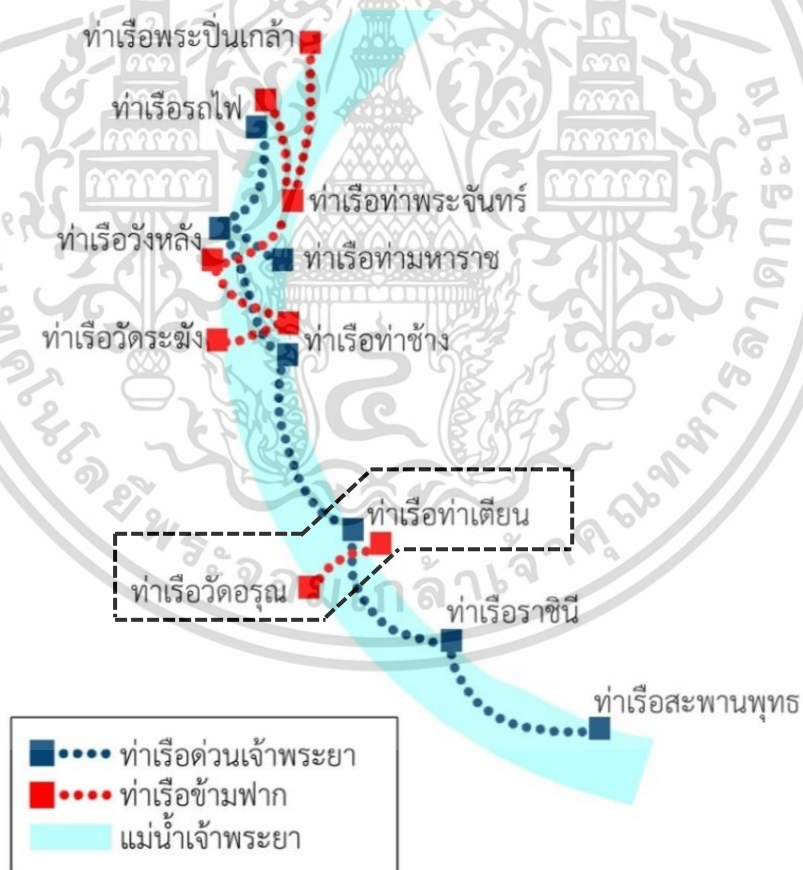 ท่าเรือพระปิ่นเกล้า
ท่าเรือรถไฟ
ท่าเรือท่าพระจันทร์
ท่าเรือวังหลัง
ท่าเรือท่ามหาราช
ท่าเรือวัดระฆัง
ท่าเรือท่าช้าง
ท่าเรือท่าเตียน
ท่าเรือวัดอรุณ
ท่าเรือราชินี
ท่าเรือสะพานพุทธ
ท่าเรือด่วนเจ้าพระยา
ท่าเรือข้ามฟาก
แม่น้ำเจ้าพระยา